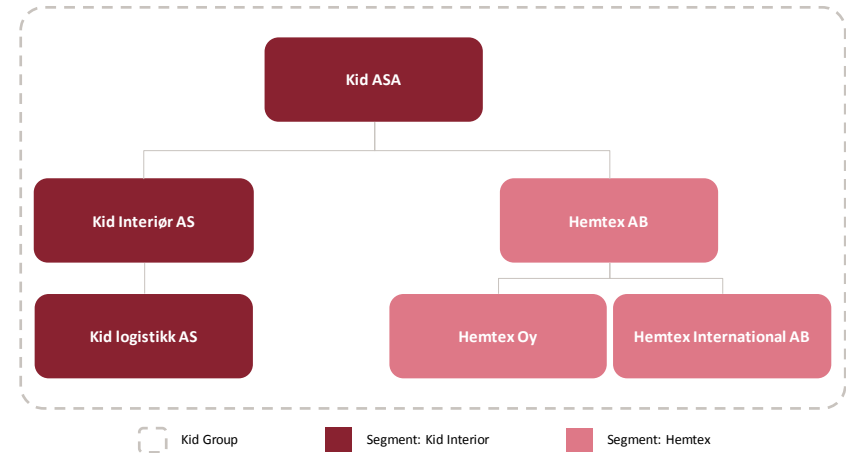 Kid ASA
Kid Interiør AS
Hemtex AB
Kid logistikk AS
Hemtex Oy
Hemtex International AB
Kid Group
Segment: Kid Interior
Segment: Hemtex